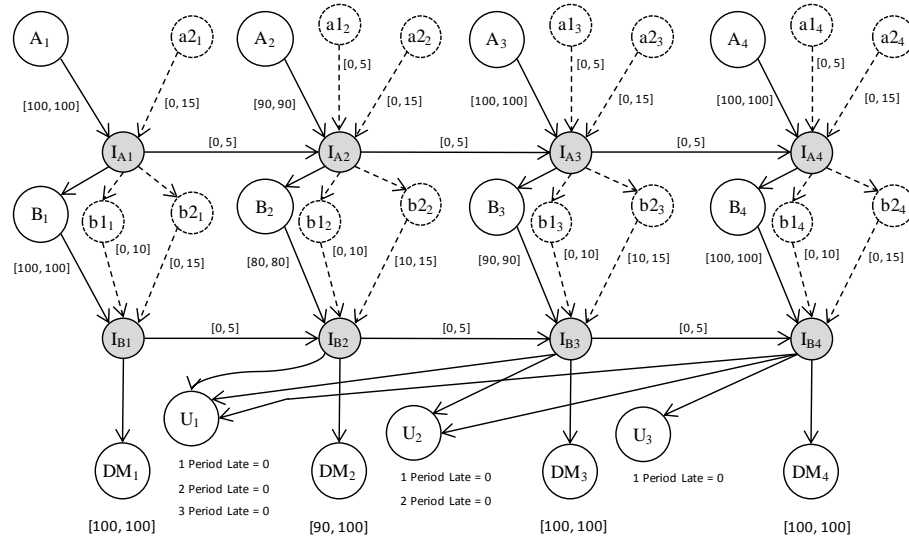 A1 a21 A2 a12 a22 A3 a13 a23 A4 a14 a24
[0, 5] [0, 5] [0, 5]
[100, 100] [0, 15] [90, 90] [0, 15] [100, 100] [0, 15] [100, 100] [0, 15]
IA1 [0, 5] IA2 [0, 5] IA3 [0, 5] IA4
B1 b11 b21 B2 b12 b22 B3 b13 b23 B4 b14 b24
[0, 10] [0, 10] [0, 10] [0, 10]
[100, 100] [0, 15] [80, 80] [10, 15] [90, 90] [10, 15] [100, 100] [0, 15]
IB1 [0, 5] IB2 [0, 5] IB3 [0, 5] IB4
U1 U2 U3
DM1 DM2 DM3 DM4
1 Period Late = 0
2 Period Late = 0
3 Period Late = 0
1 Period Late = 0
2 Period Late = 0
1 Period Late = 0
[100, 100] [90, 100] [100, 100] [100, 100]